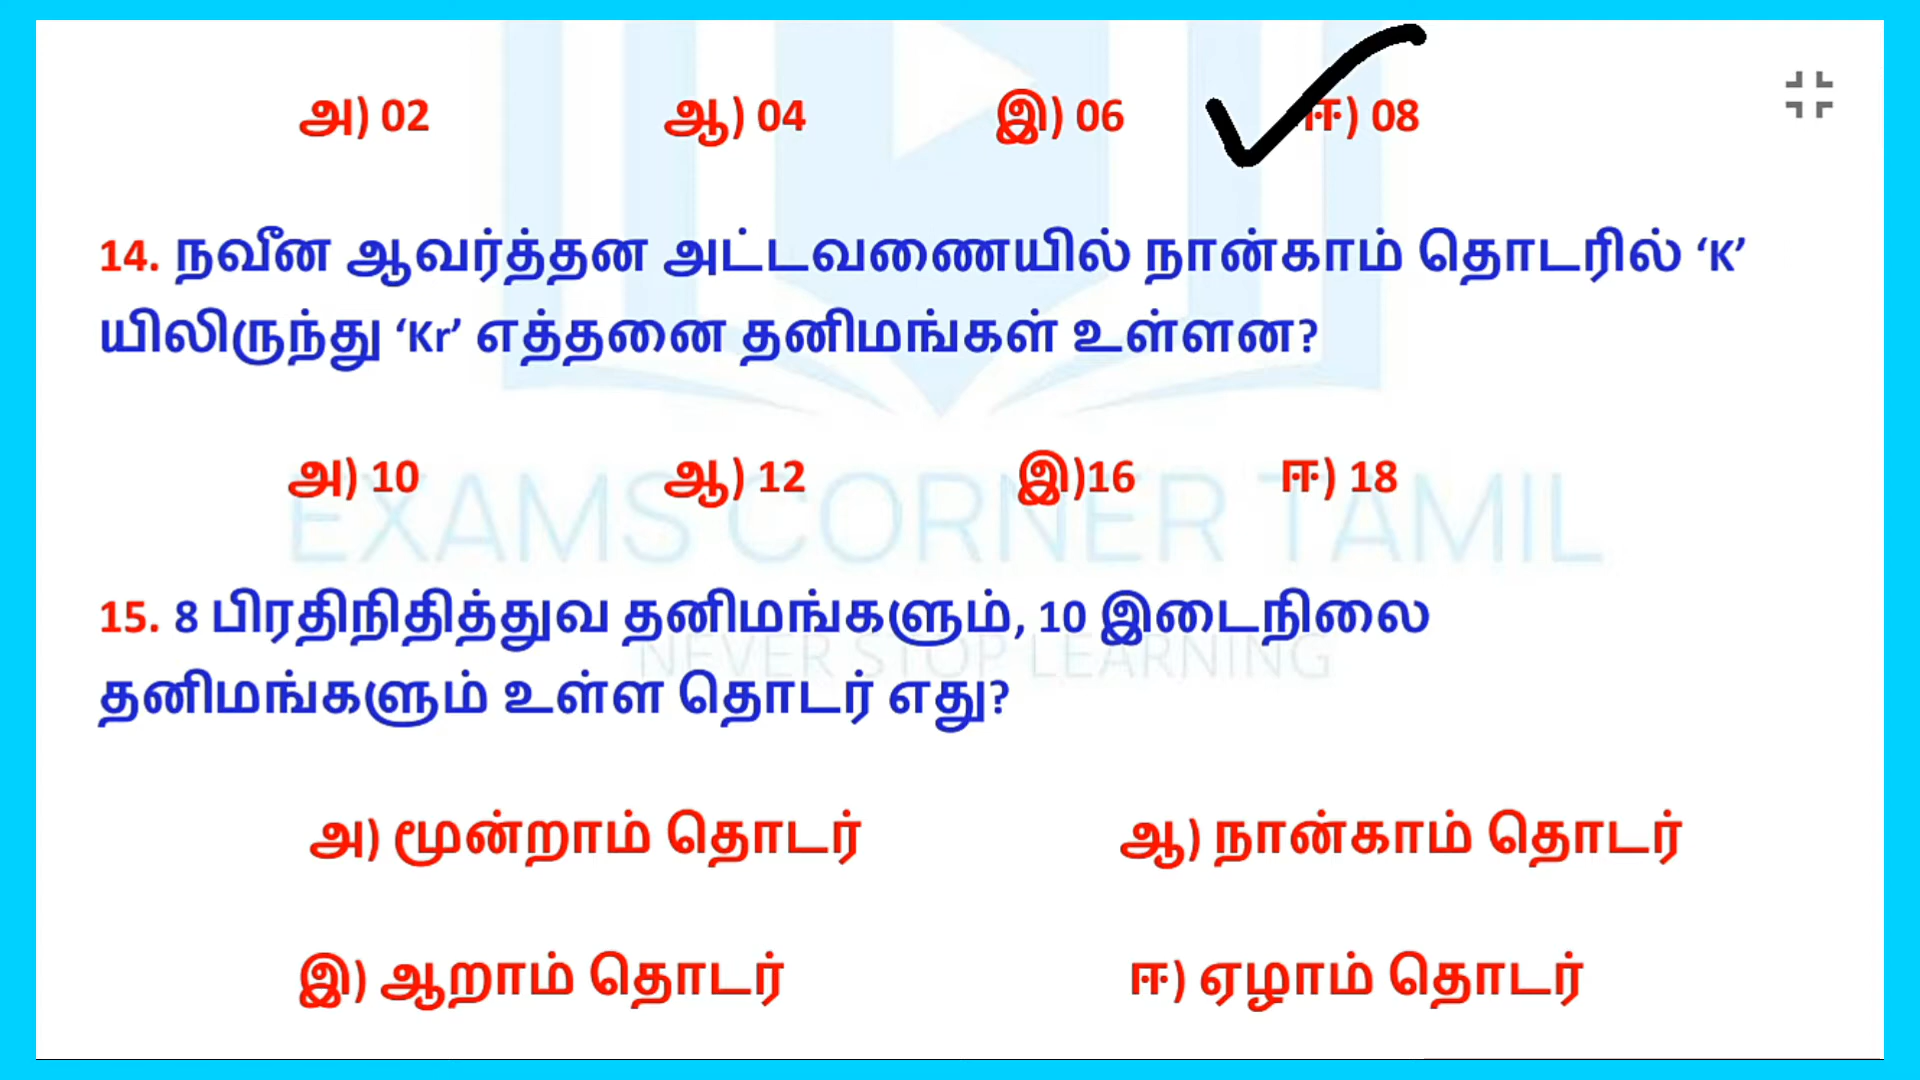 அ) 02 ஆ) 04 இ) 06 ஈ) 08
14. நவீன ஆவர்த்தன அட்டவணையில் நான்காம் தொடரில் ‘K’
யிலிருந்து ‘Kr’ எத்தனை தனிமங்கள் உள்ளன?
அ) 10 ஆ) 12 இ)16 ஈ) 18
EXAMS CORNER TAMIL
15. 8 பிரதிநிதித்துவ தனிமங்களும், 10 இடைநிலை
NEVER STOP LEARNING
தனிமங்களும் உள்ள தொடர் எது?
அ) மூன்றாம் தொடர் ஆ) நான்காம் தொடர்
இ) ஆறாம் தொடர் ஈ) ஏழாம் தொடர்